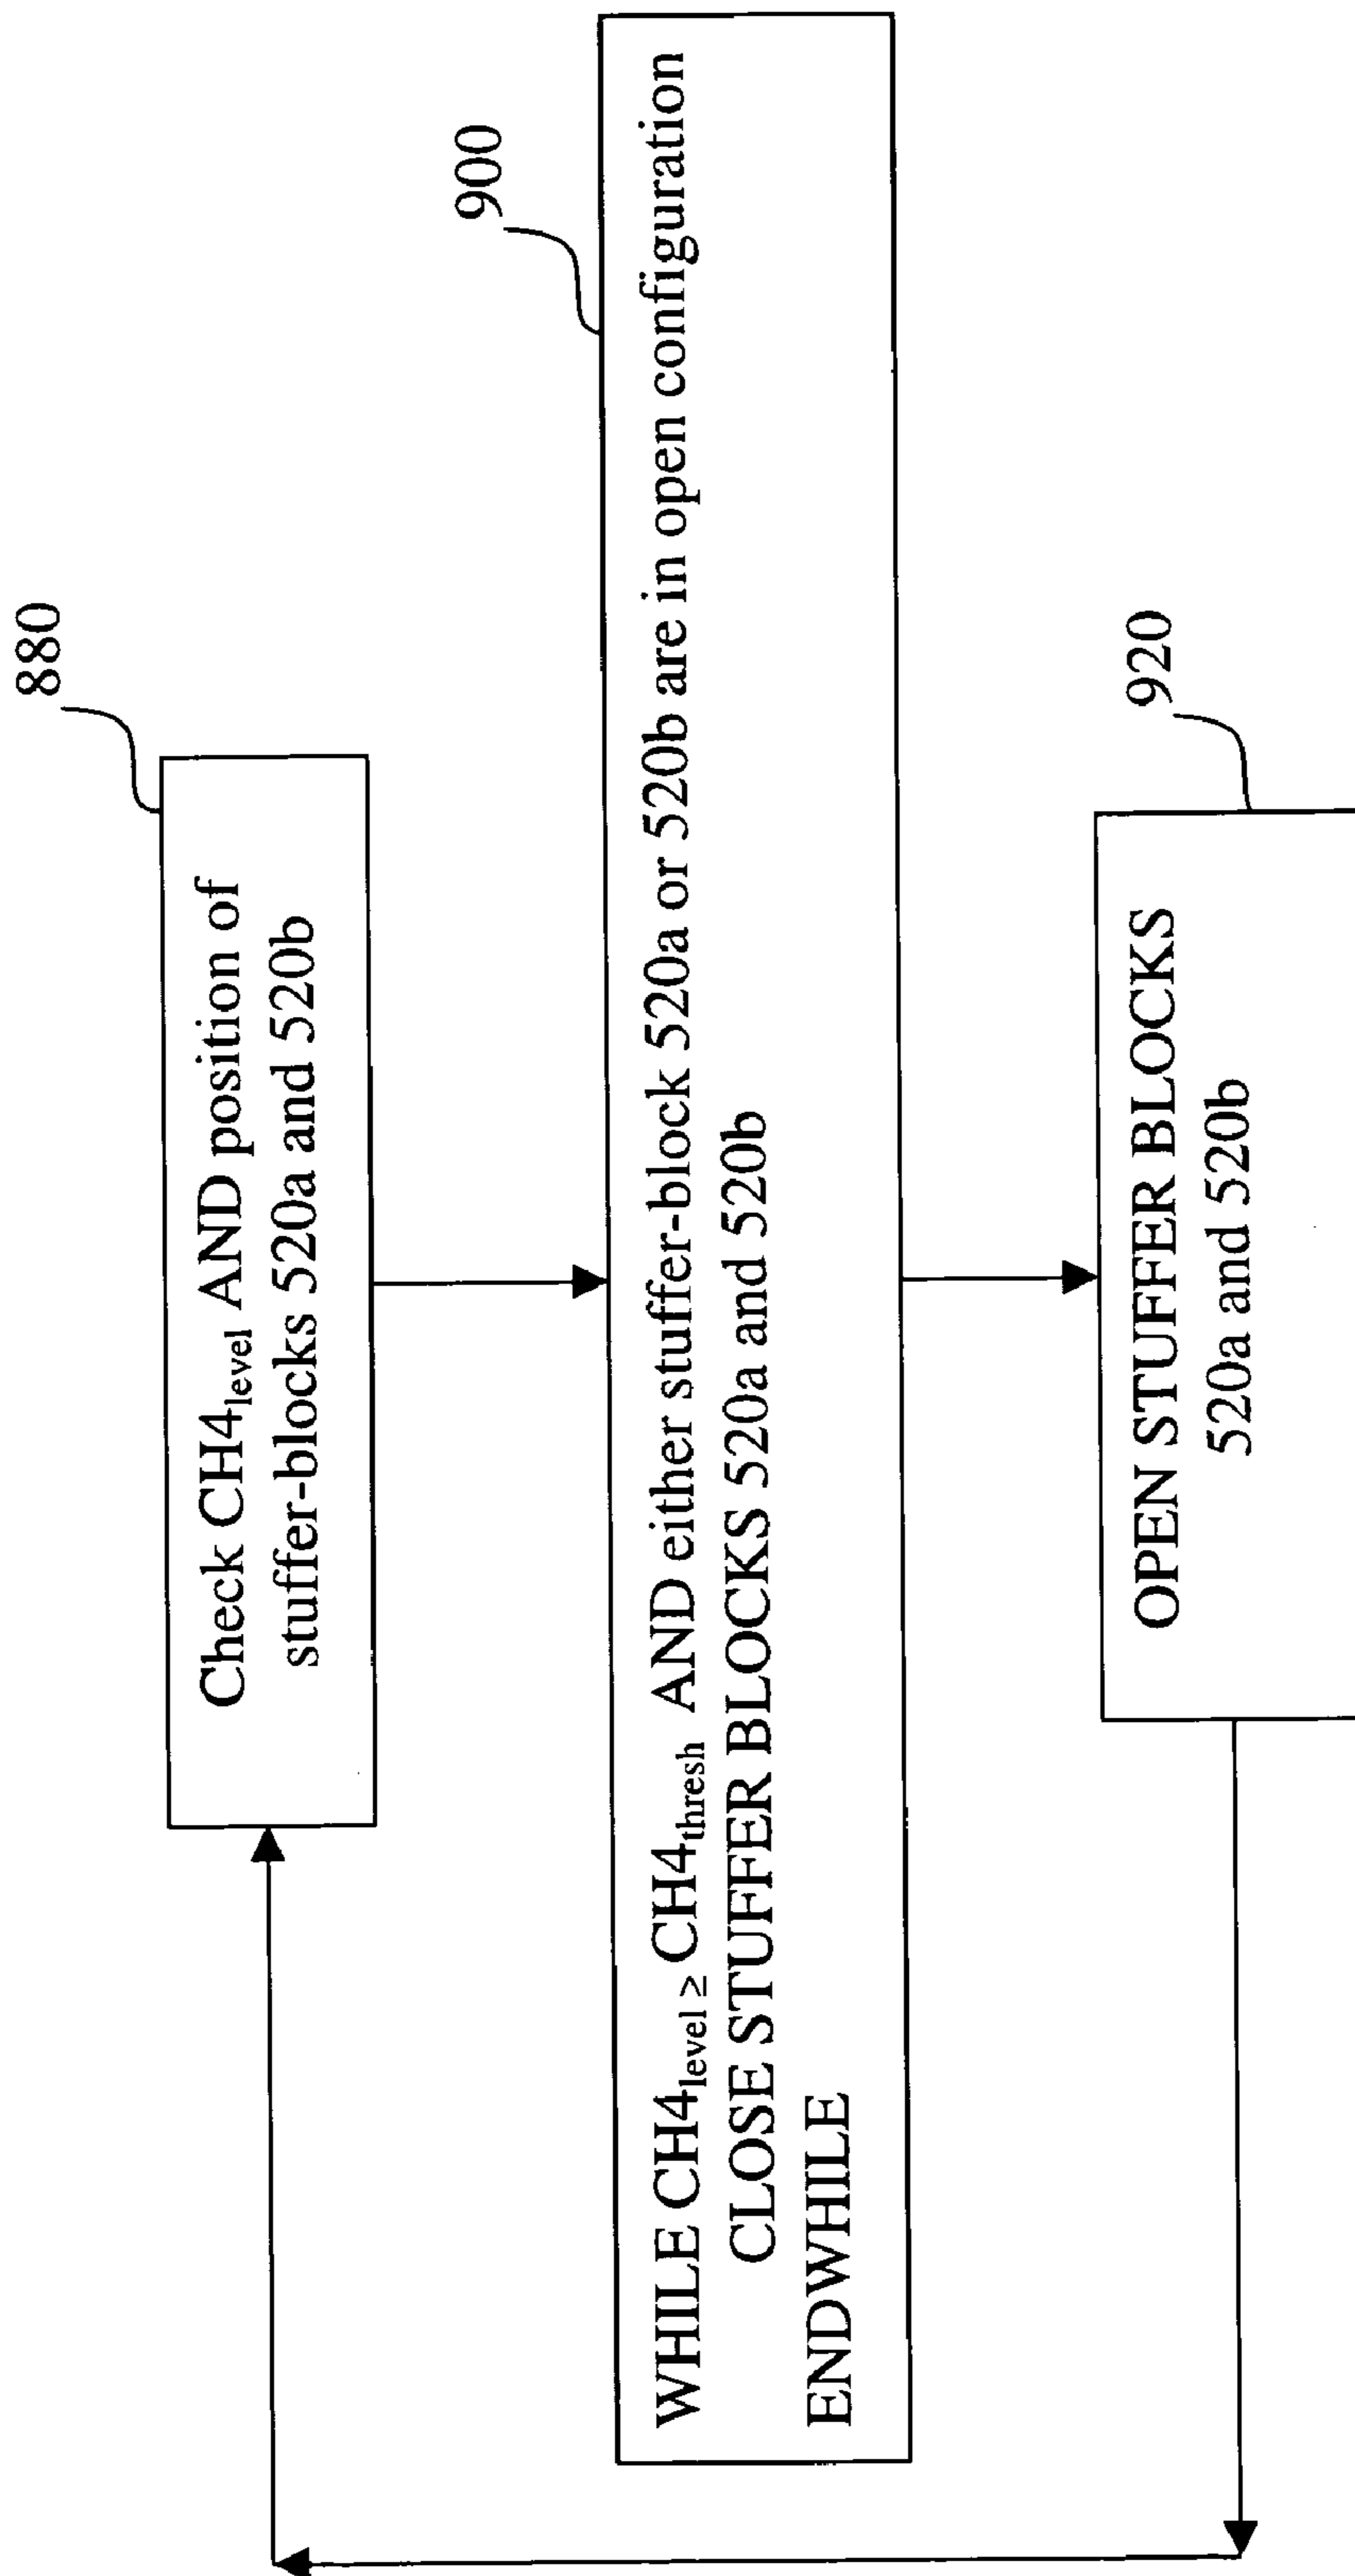 880
Check CH4level AND position of
stuffer-blocks 520a and 520b
900
WHILE CH4level ≥ CH4thresh AND either stuffer-block 520a or 520b are in open configuration
CLOSE STUFFER BLOCKS 520a and 520b
ENDWHILE
920
OPEN STUFFER BLOCKS
520a and 520b